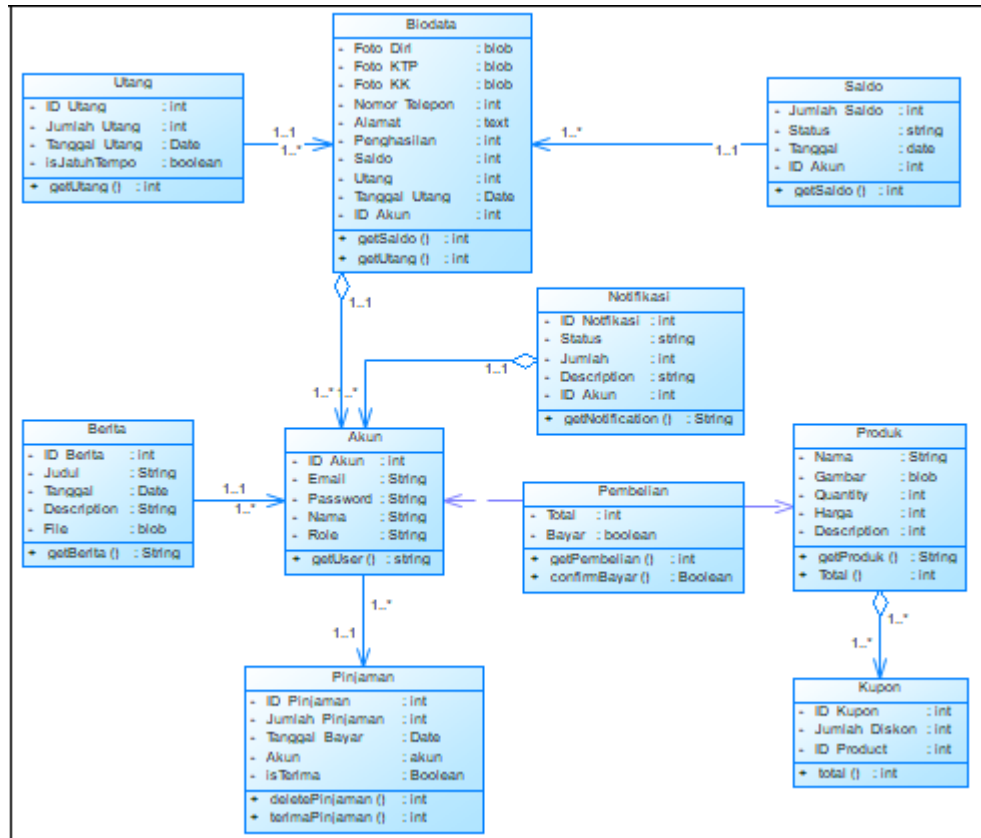 Biodata
- Foto Diri : blob
- Foto KTP : blob
- Foto KK : blob
- Nomor Telepon : int
- Alamat : text
- Penghasilan : int
- Saldo : int
- Utang : int
- Tanggal Utang : Date
- ID Akun : int
+ getSaldo () : int
+ getUtang () : int
Utang
- ID Utang : int
- Jumlah Utang : int
- Tanggal Utang : Date
- isJatuhTempo : boolean
+ getUtang () : int
1..1
1..*
Saldo
- Jumlah Saldo : int
- Status : string
- Tanggal : date
- ID Akun : int
+ getSaldo () : int
1..*
1..1
1..1
1..*
Notifikasi
- ID Notfikasi : int
- Status : string
- Jumlah : int
- Description : string
- ID Akun : int
+ getNotification () : String
1..1
1..*
Berita
- ID Berita : int
- Judul : String
- Tanggal : Date
- Description : String
- File : blob
+ getBerita () : String
1..1
1..*
Akun
- ID Akun : int
- Email : String
- Password : String
- Nama : String
- Role : String
+ getUser () : string
Pembelian
- Total : int
- Bayar : boolean
+ getPembelian () : int
+ confirmBayar () : Boolean
Produk
- Nama : String
- Gambar : blob
- Quantity : int
- Harga : int
- Description : int
+ getProduk () : String
+ Total () : int
1..*
1..1
1..*
1..*
Pinjaman
- ID Pinjaman : int
- Jumlah Pinjaman : int
- Tanggal Bayar : Date
- Akun : akun
- isTerima : Boolean
+ deletePinjaman () : int
+ terimaPinjaman () : int
Kupon
- ID Kupon : int
- Jumlah Diskon : int
- ID Product : int
+ total () : int